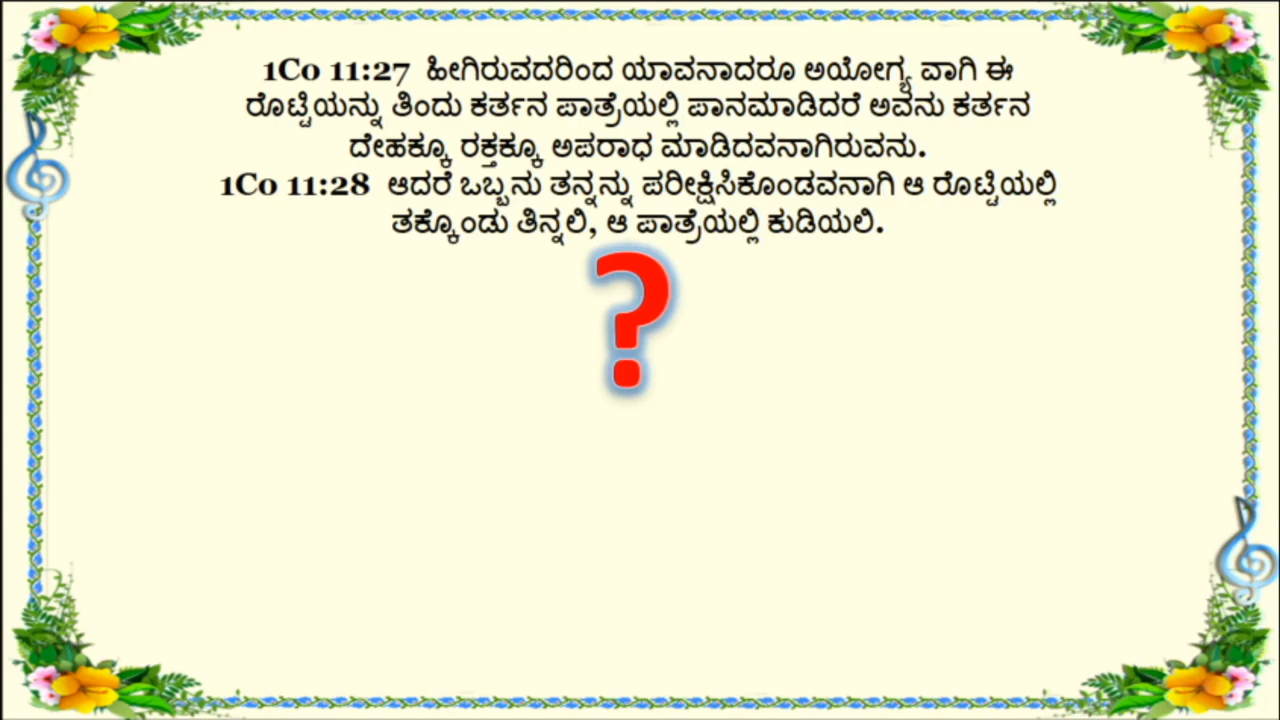 1Co 11:27 ಹೀಗಿರುವದರಿಂದ ಯಾವನಾದರೂ ಅಯೋಗ್ಯ ವಾಗಿ ಈ
ರೊಟ್ಟಿಯನ್ನು ತಿಂದು ಕರ್ತನ ಪಾತ್ರೆಯಲ್ಲಿ ಪಾನಮಾಡಿದರೆ ಅವನು ಕರ್ತನ
ದೇಹಕ್ಕೂ ರಕ್ತಕ್ಕೂ ಅಪರಾಧ ಮಾಡಿದವನಾಗಿರುವನು.
1Co 11:28 ಆದರೆ ಒಬ್ಬನು ತನ್ನನ್ನು ಪರೀಕ್ಷಿಸಿಕೊಂಡವನಾಗಿ ಆ ರೊಟ್ಟಿಯಲ್ಲಿ
ತಕ್ಕೊಂಡು ತಿನ್ನಲಿ, ಆ ಪಾತ್ರೆಯಲ್ಲಿ ಕುಡಿಯಲಿ.
?